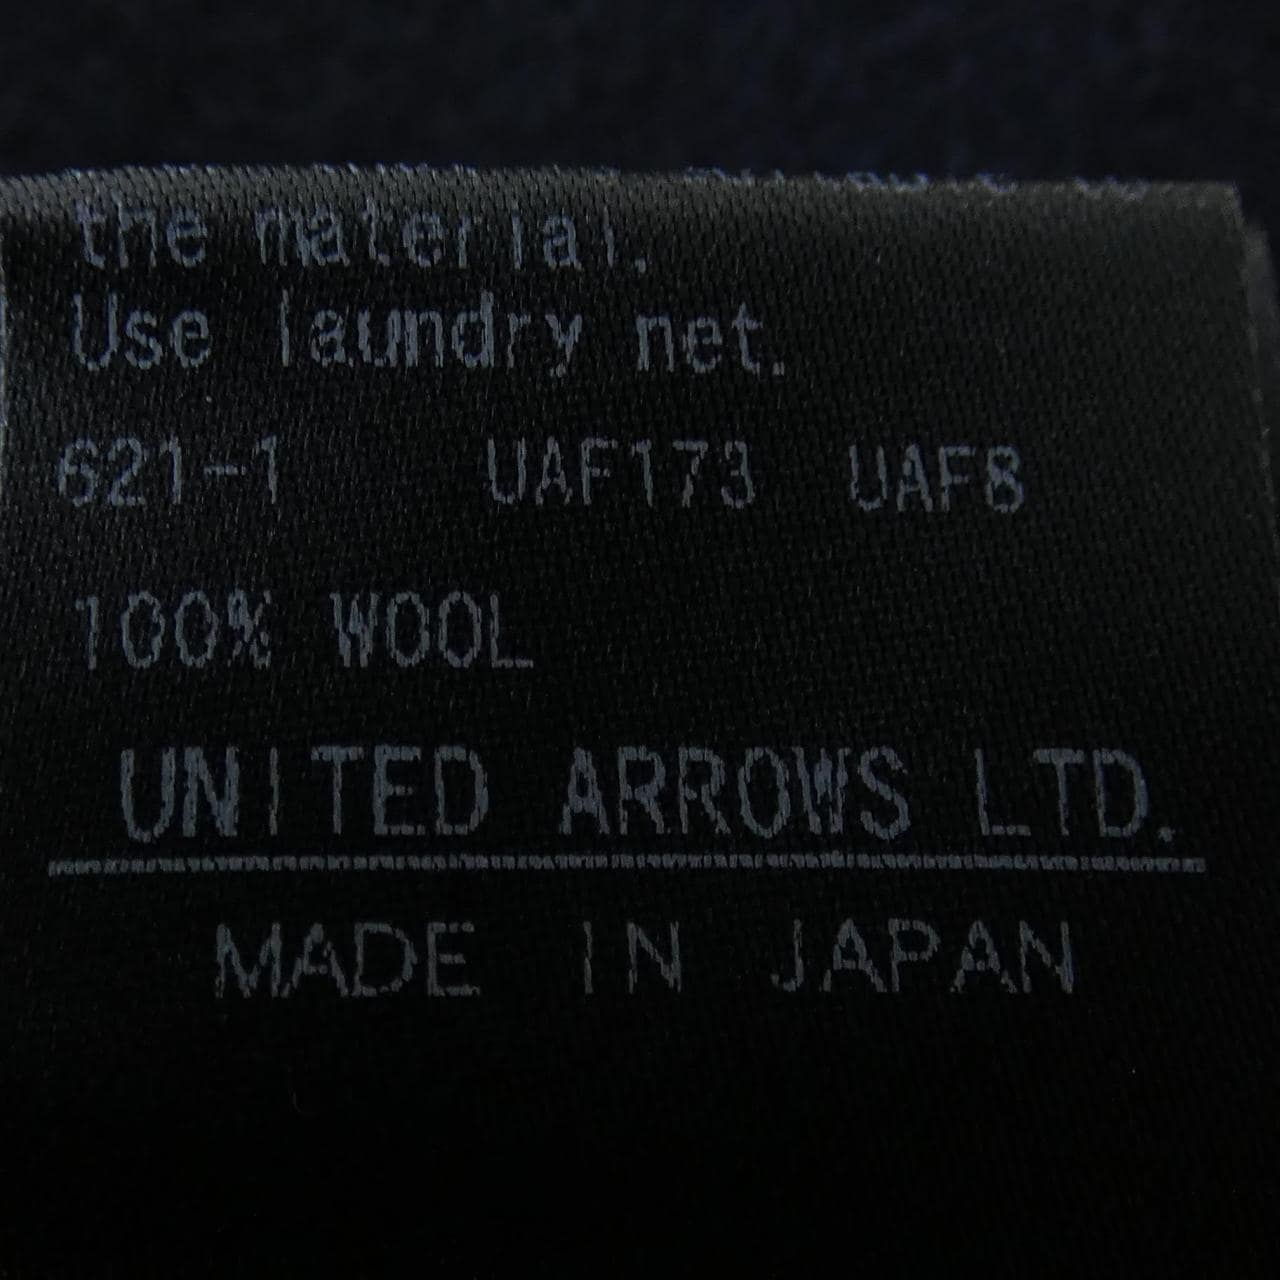 the material.
Use laundry net.
621-1 UAF173 UAF8
100% WOOL
UNITED ARROWS LTD.
MADE IN JAPAN